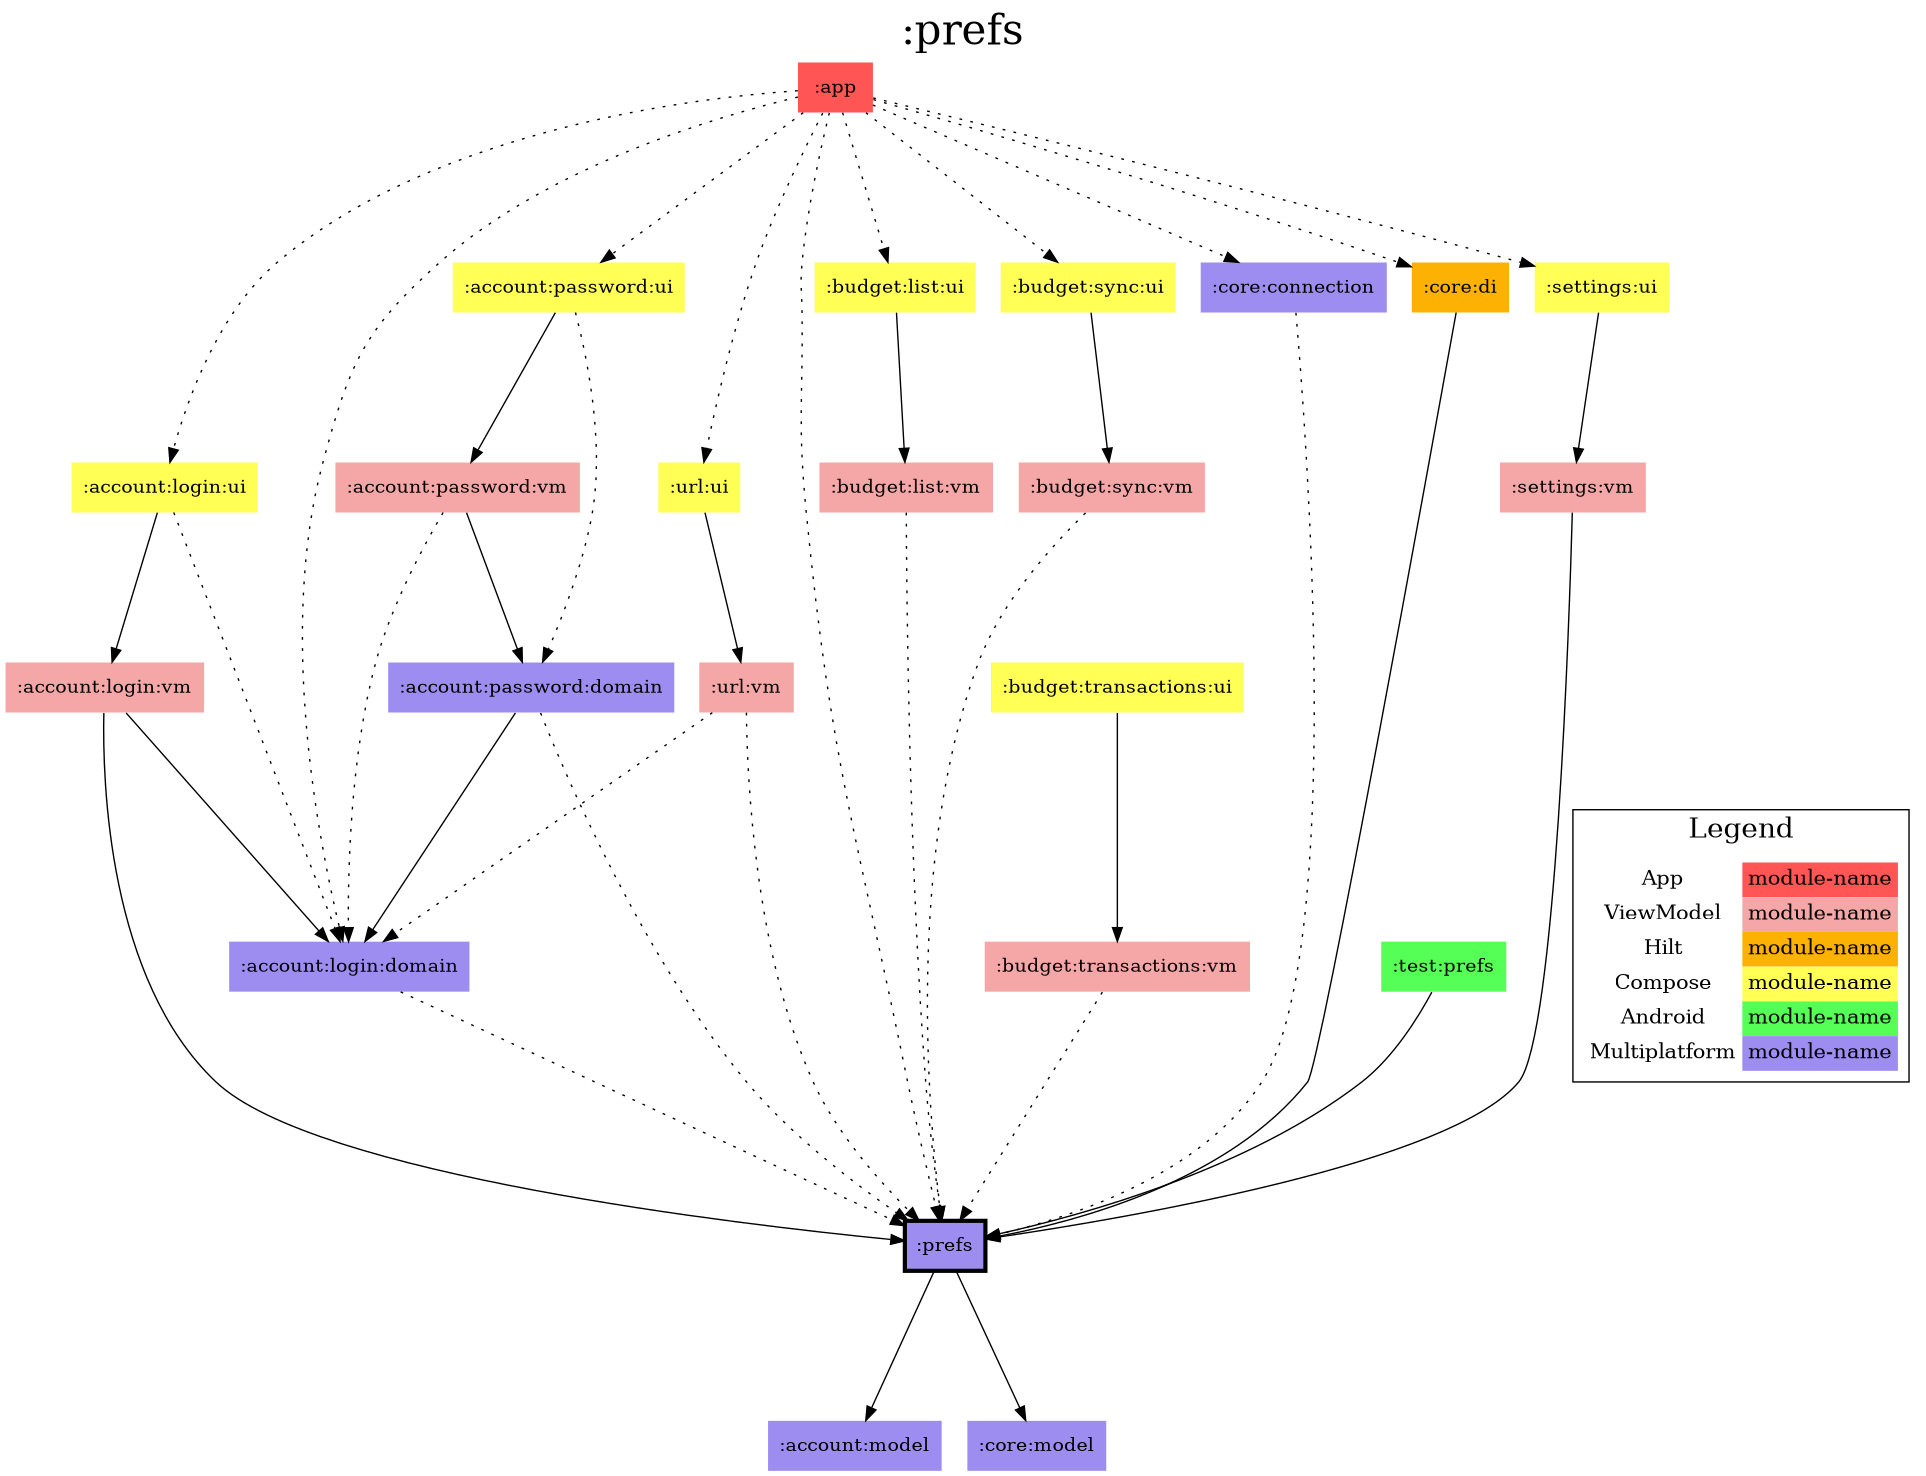 :prefs
:app
:account:password:ui
:budget:list:ui
:budget:sync:ui
:core:connection
:core:di
:settings:ui
:account:login:ui
:account:password:vm
:url:ui
:budget:list:vm
:budget:sync:vm
:settings:vm
:account:login:vm
:account:password:domain
:url:vm
:budget:transactions:ui
:account:login:domain
:budget:transactions:vm
:test:prefs
Legend
App module-name
ViewModel module-name
Hilt module-name
Compose module-name
Android module-name
Multiplatform module-name
:prefs
:account:model
:core:model